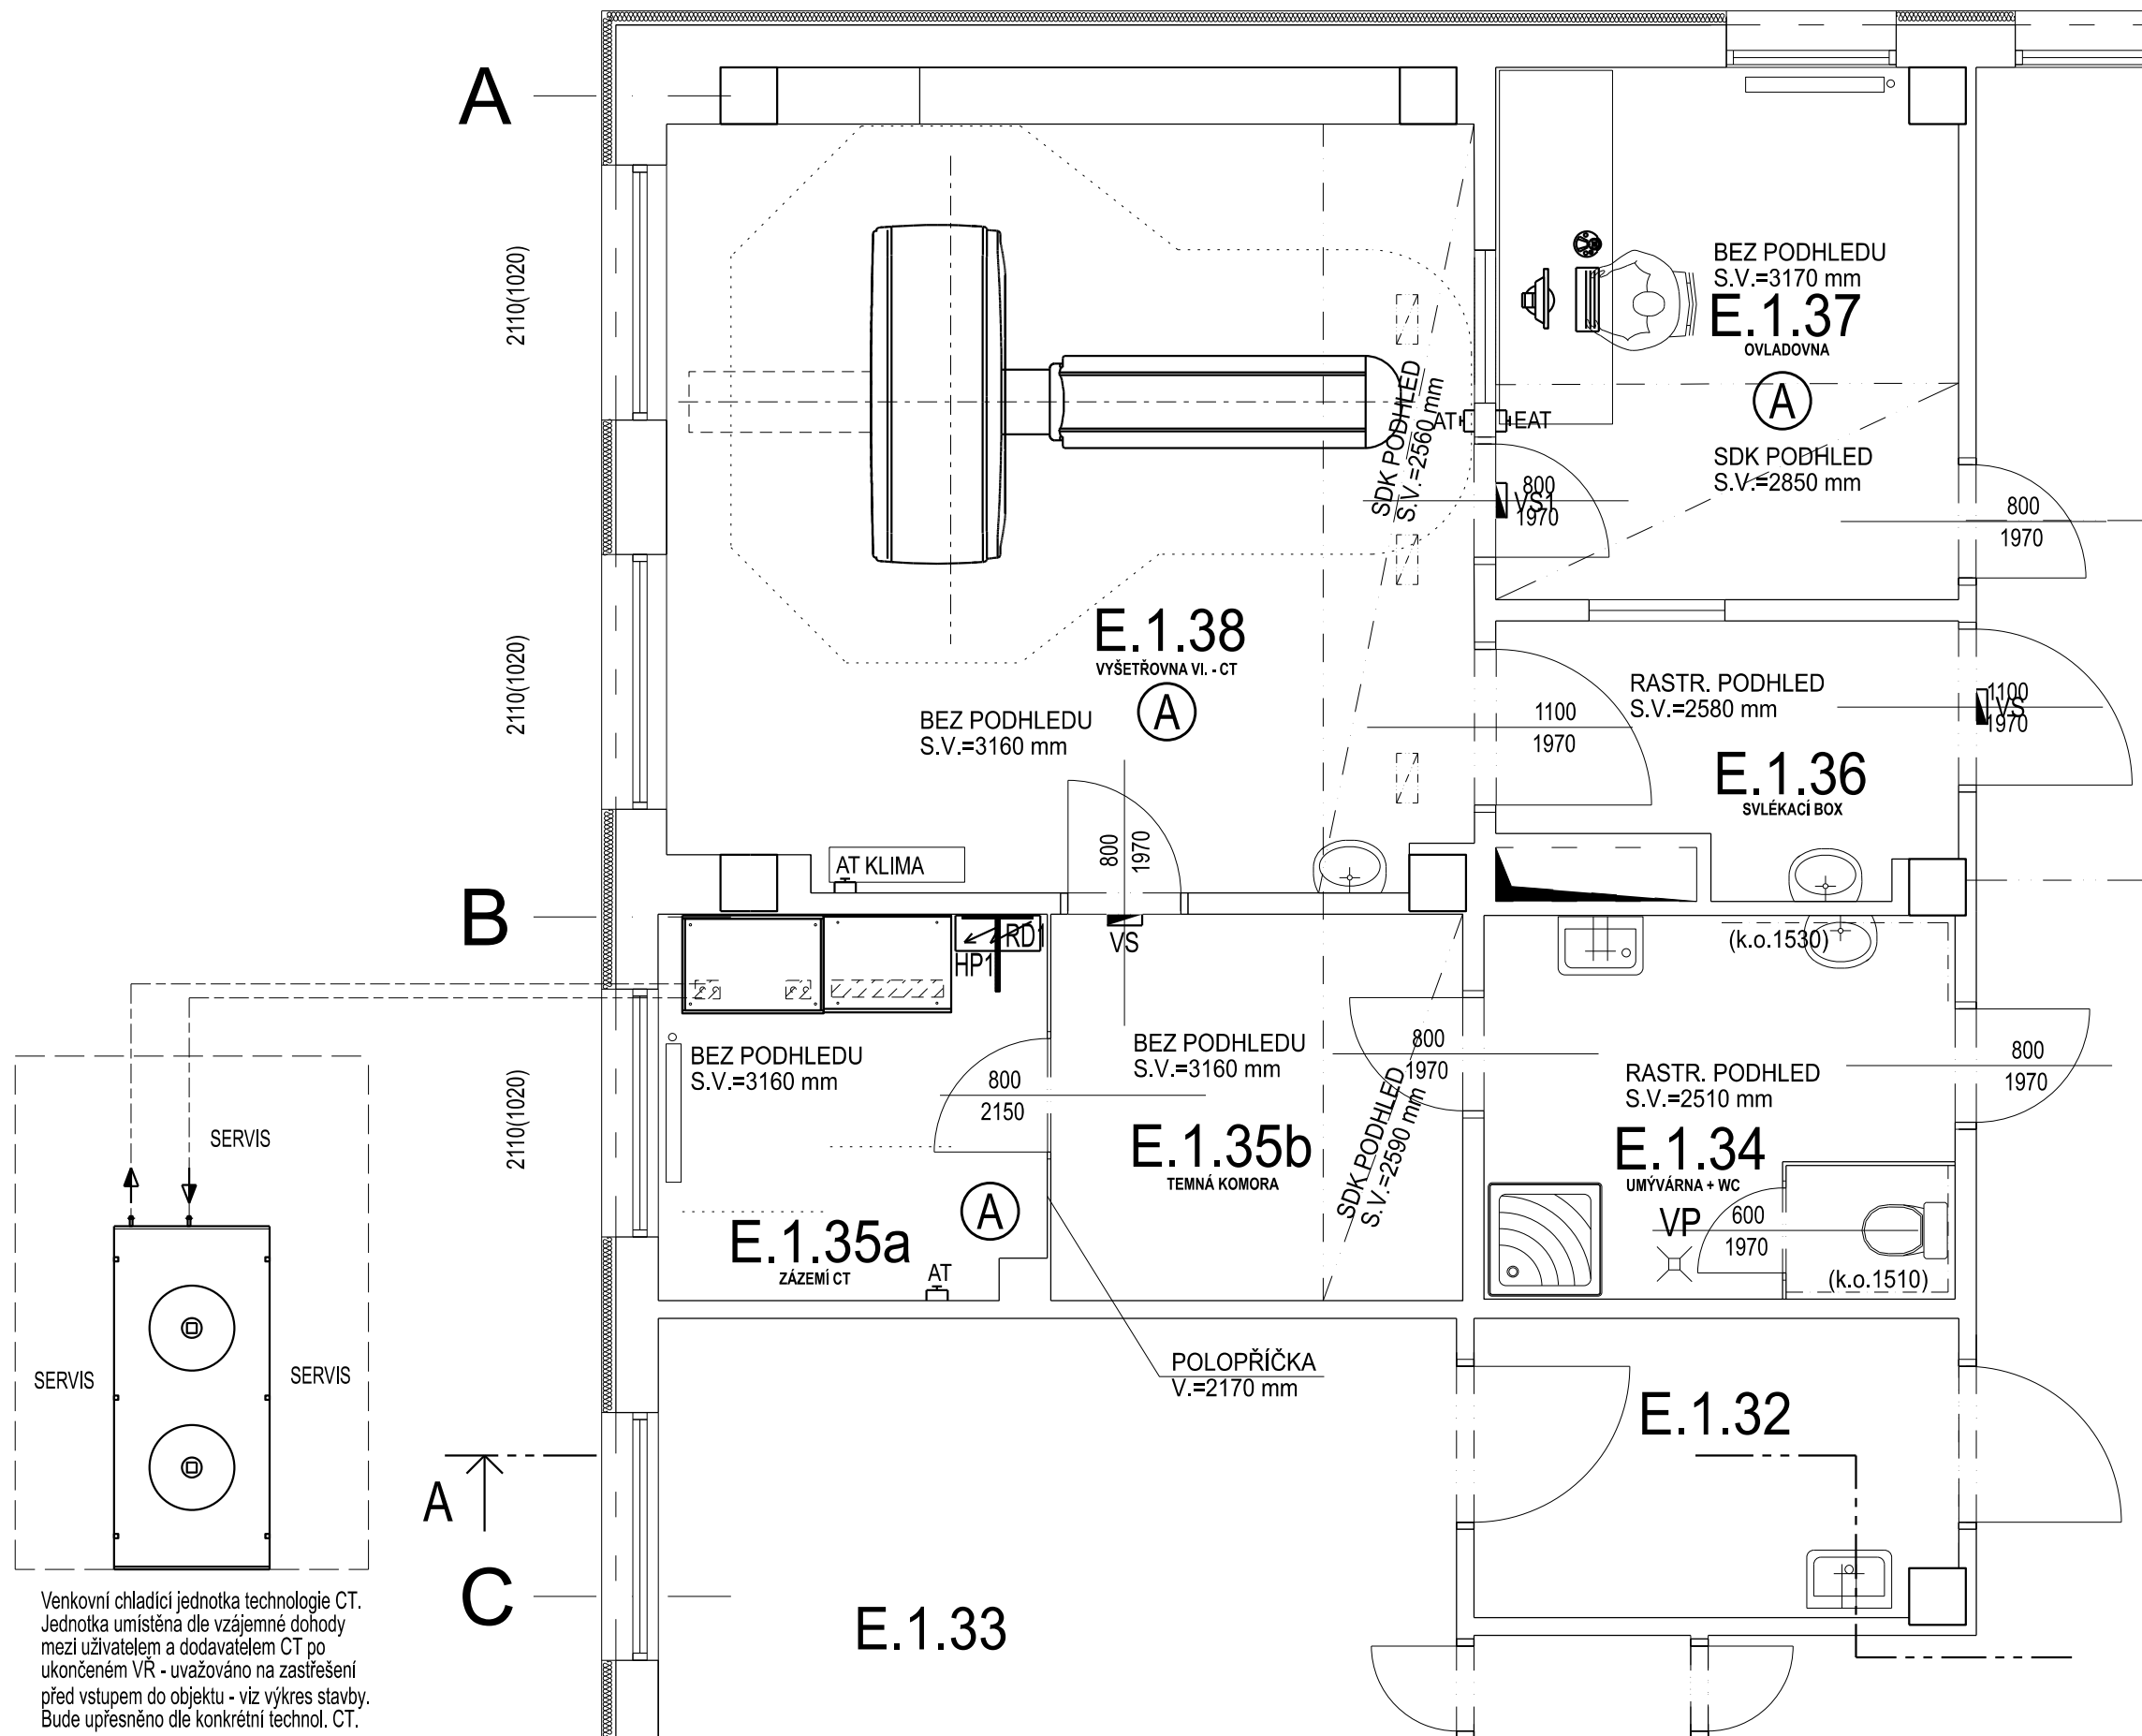 A
2110(1020)
BEZ PODHLEDU
S.V.=3170 mm
E.1.37
OVLADOVNA
A
SDK PODHLED
S.V.=2560 mm
AT
EAT
SDK PODHLED
S.V.=2850 mm
800
VS1
1970
800
1970
E.1.38
VYŠETŘOVNA VI. - CT
A
2110(1020)
BEZ PODHLEDU
S.V.=3160 mm
1100
1970
RASTR. PODHLED
S.V.=2580 mm
1100
VS
1970
E.1.36
SVLÉKACÍ BOX
800
1970
AT KLIMA
B
RD1
HP1
VS
(k.o.1530)
2110(1020)
BEZ PODHLEDU
S.V.=3160 mm
800
2150
BEZ PODHLEDU
S.V.=3160 mm
800
1970
800
1970
RASTR. PODHLED
S.V.=2510 mm
SDK PODHLED
S.V.=2590 mm
E.1.35b
TEMNÁ KOMORA
E.1.34
UMÝVÁRNA + WC
SERVIS
A
E.1.35a
ZÁZEMÍ CT
AT
VP
600
1970
(k.o.1510)
POLOPŘÍČKA
V.=2170 mm
SERVIS
SERVIS
E.1.32
A
C
E.1.33
Venkovní chladící jednotka technologie CT.
Jednotka umístěna dle vzájemné dohody
mezi uživatelem a dodavatelem CT po
ukončeném VŘ - uvažováno na zastřešení
před vstupem do objektu - viz výkres stavby.
Bude upřesněno dle konkrétní technol. CT.